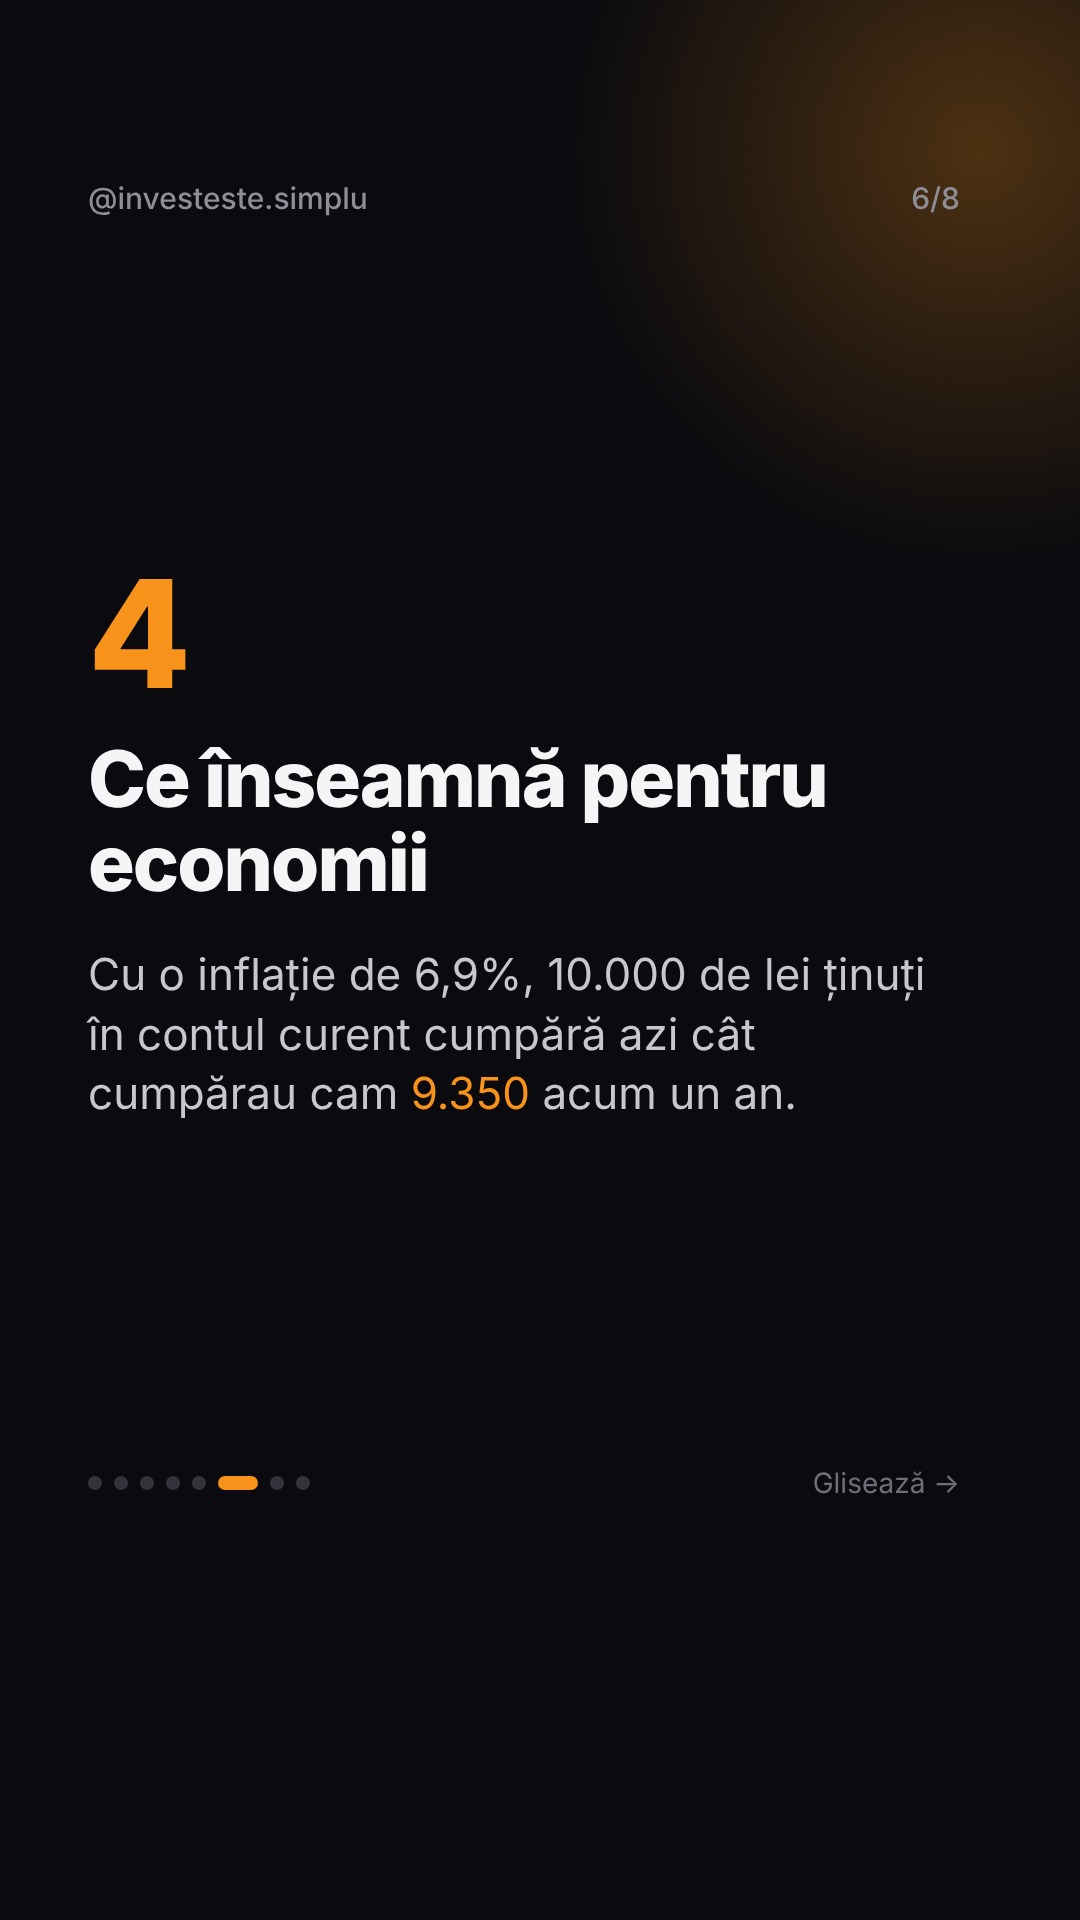 @investeste.simplu
6/8
4
Ce înseamnă pentru
economii
Cu o inflație de 6,9%, 10.000 de lei ținuți
în contul curent cumpără azi cât
cumpărau cam 9.350 acum un an.
Glisează →